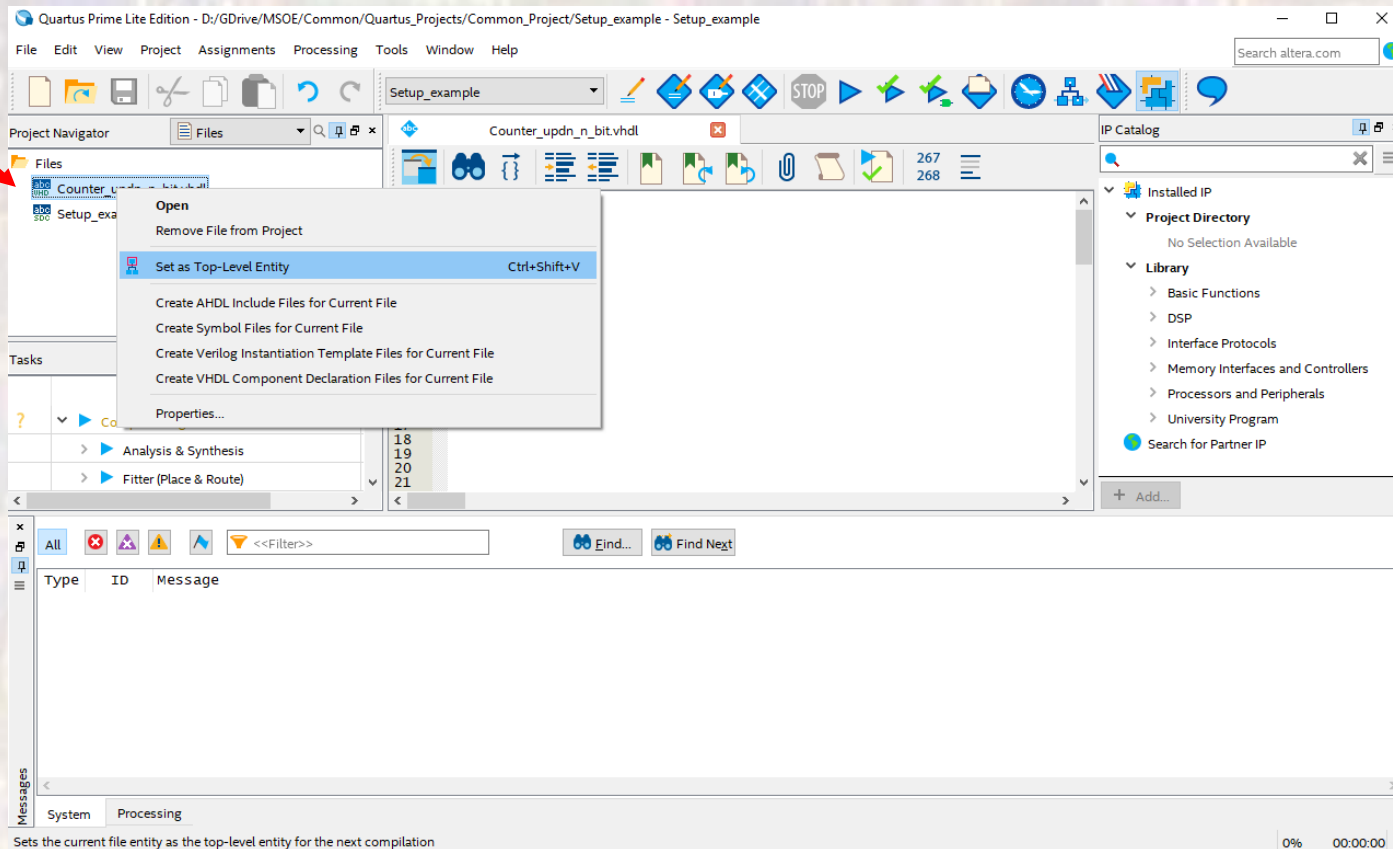 Quartus Prime Lite Edition - D:/GDrive/MSOE/Common/Quartus_Projects/Common_Project/Setup_example - Setup_example
File Edit View Project Assignments Processing Tools Window Help
Search altera.com
Setup_example
STOP
Project Navigator
Files
Counter_updn_n_bit.vhdl
IP Catalog
Files
267
268
abc
VHD
Counter_updn_n_bit.vhdl
abc
SDC
Setup_exa
Open
Remove File from Project
Set as Top-Level Entity Ctrl+Shift+V
Create AHDL Include Files for Current File
Create Symbol Files for Current File
Create Verilog Instantiation Template Files for Current File
Create VHDL Component Declaration Files for Current File
Properties...
Installed IP
Project Directory
No Selection Available
Library
Basic Functions
DSP
Interface Protocols
Memory Interfaces and Controllers
Processors and Peripherals
University Program
Search for Partner IP
+ Add...
Tasks
?
Analysis & Synthesis
Fitter (Place & Route)
18
19
20
21
All
<<Filter>>
Find...
Find Next
Type ID Message
Messages
System Processing
Sets the current file entity as the top-level entity for the next compilation
0% 00:00:00